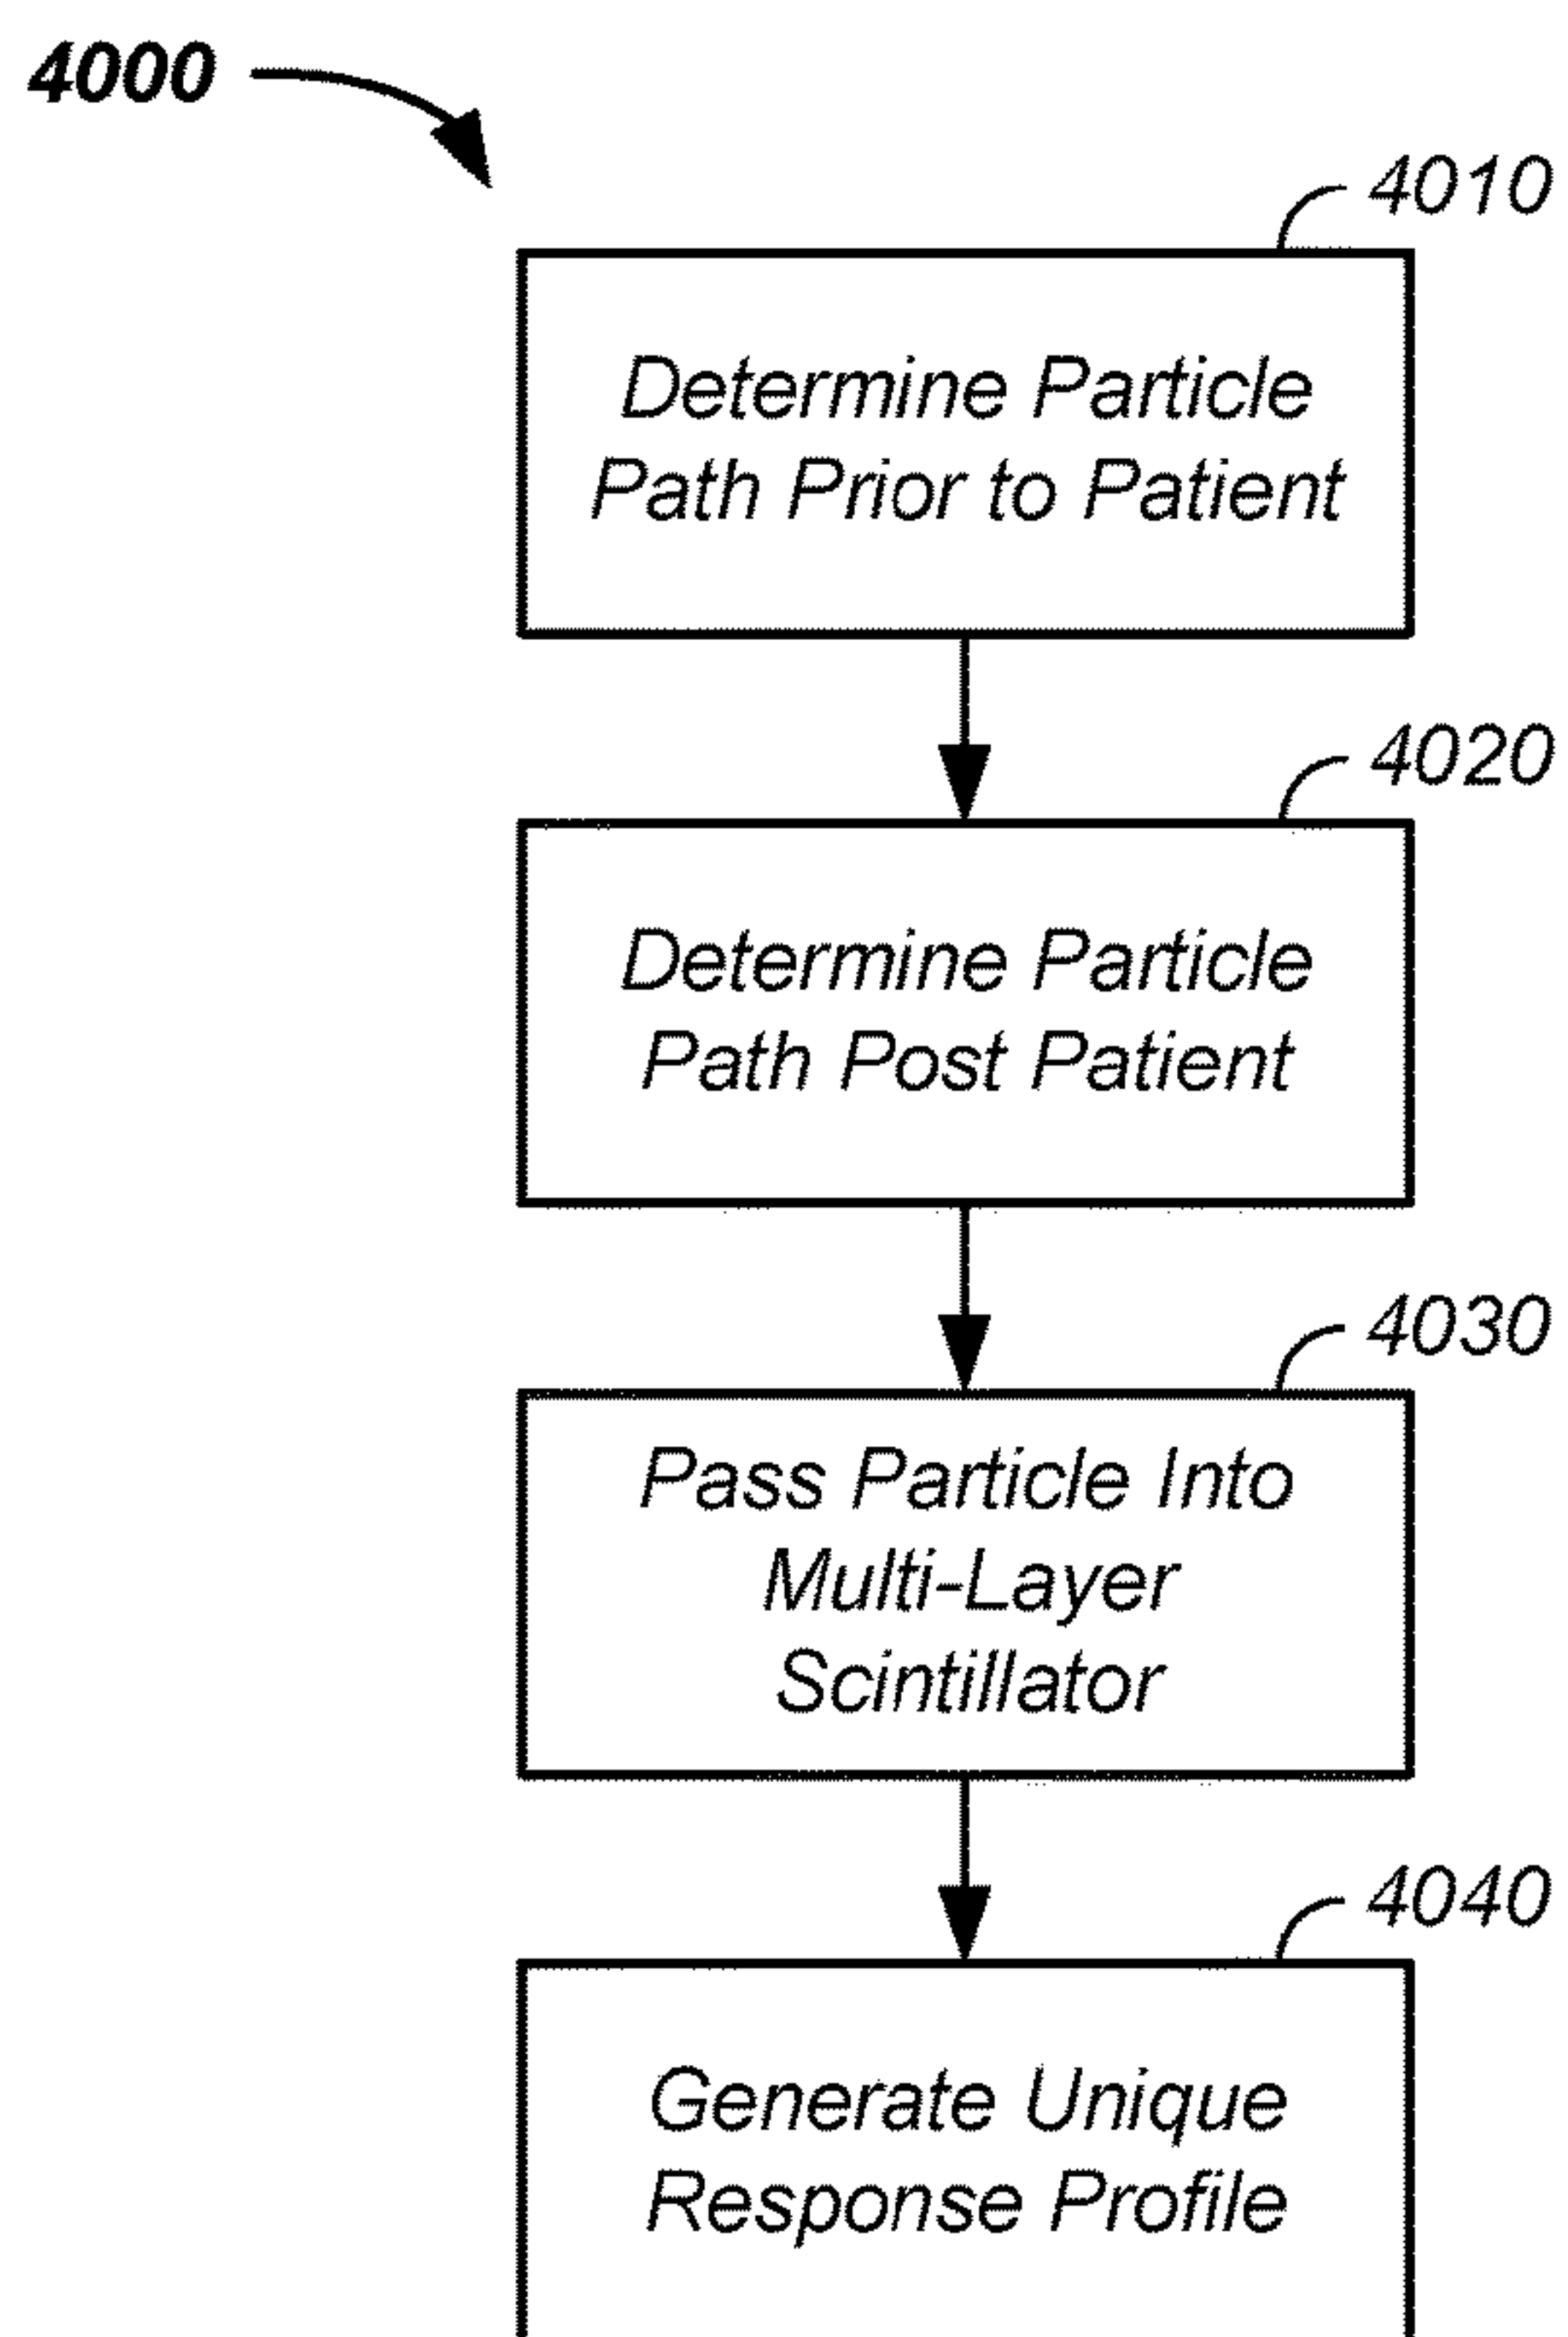 4000
4010
Determine Particle
Path Prior to Patient
4020
Determine Particle
Path Post Patient
4030
Pass Particle Into
Multi-Layer
Scintillator
4040
Generate Unique
Response Profile